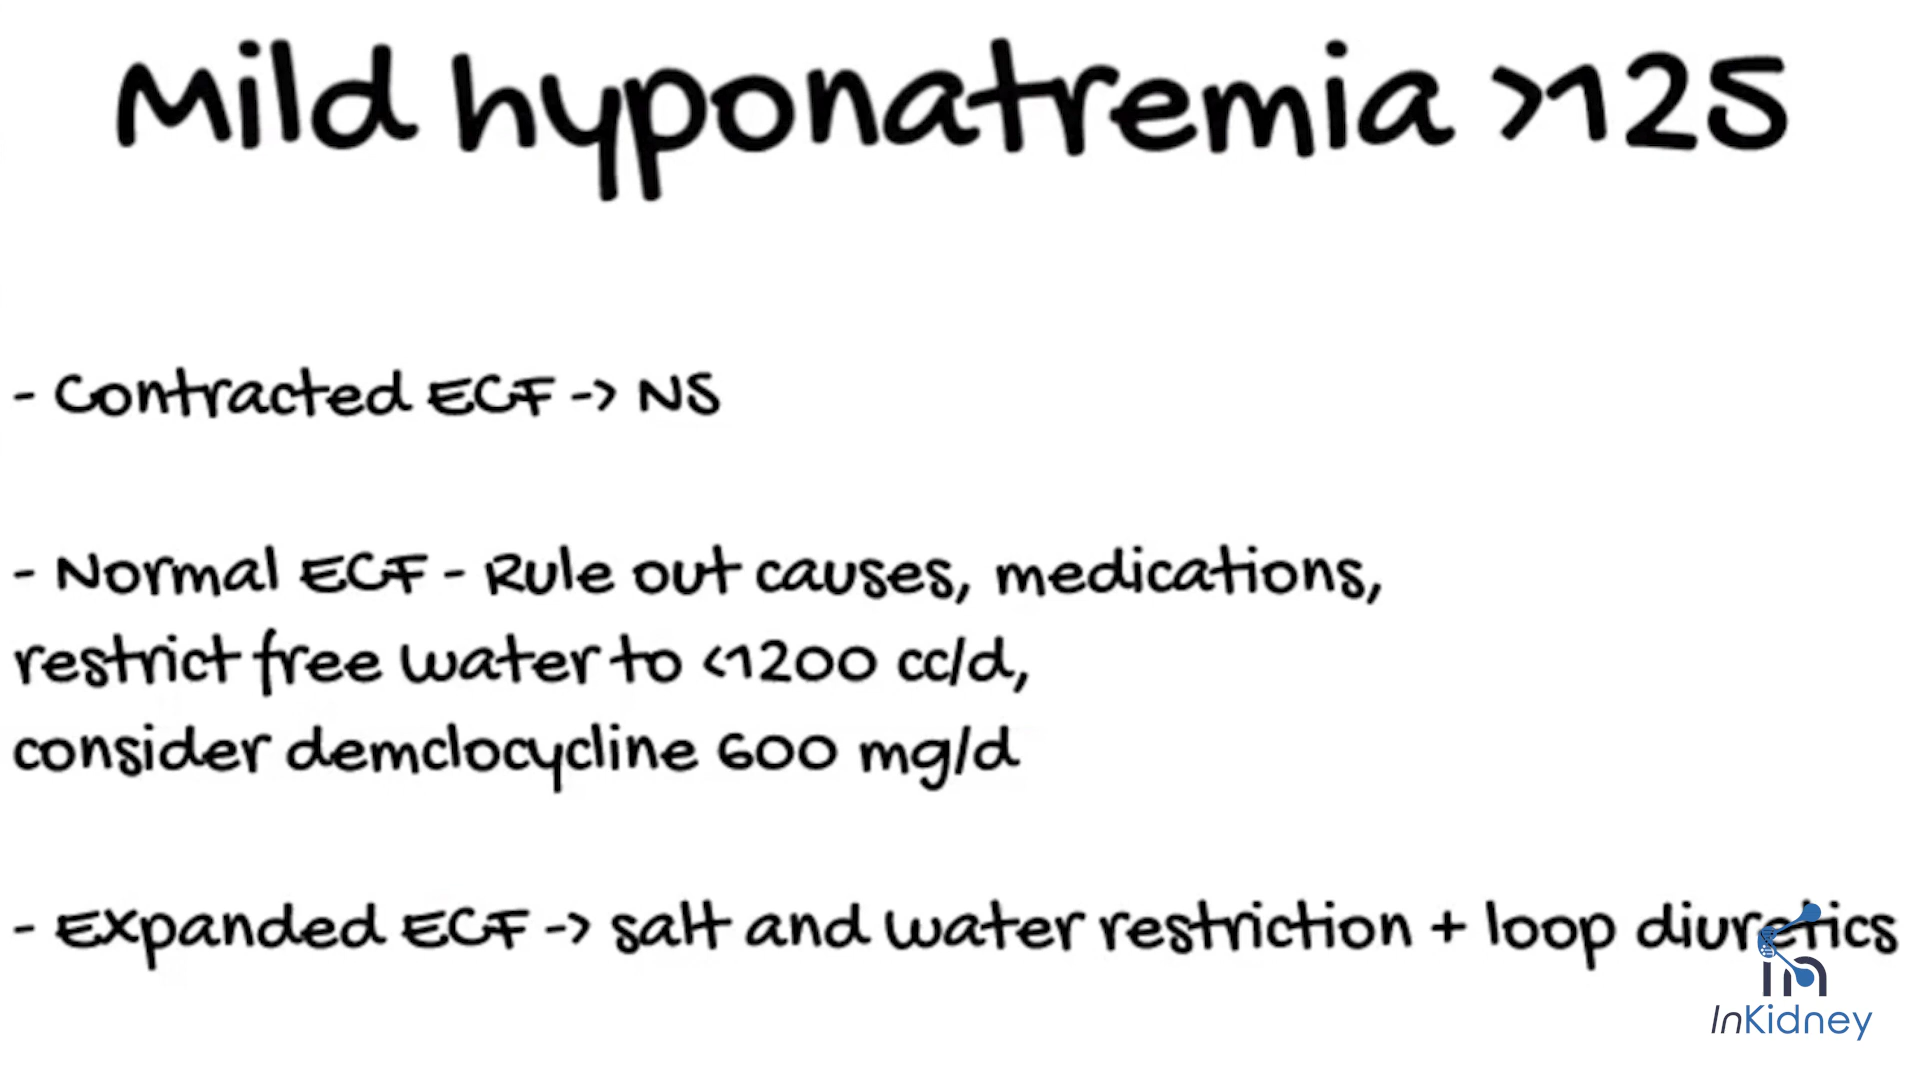 Mild hyponatremia >125
- Contracted ECF -> NS
- Normal ECF - Rule out causes, medications,
restrict free water to <1200 cc/d,
consider demclocycline 600 mg/d
- Expanded ECF -> salt and water restriction + loop diuretics
InKidney